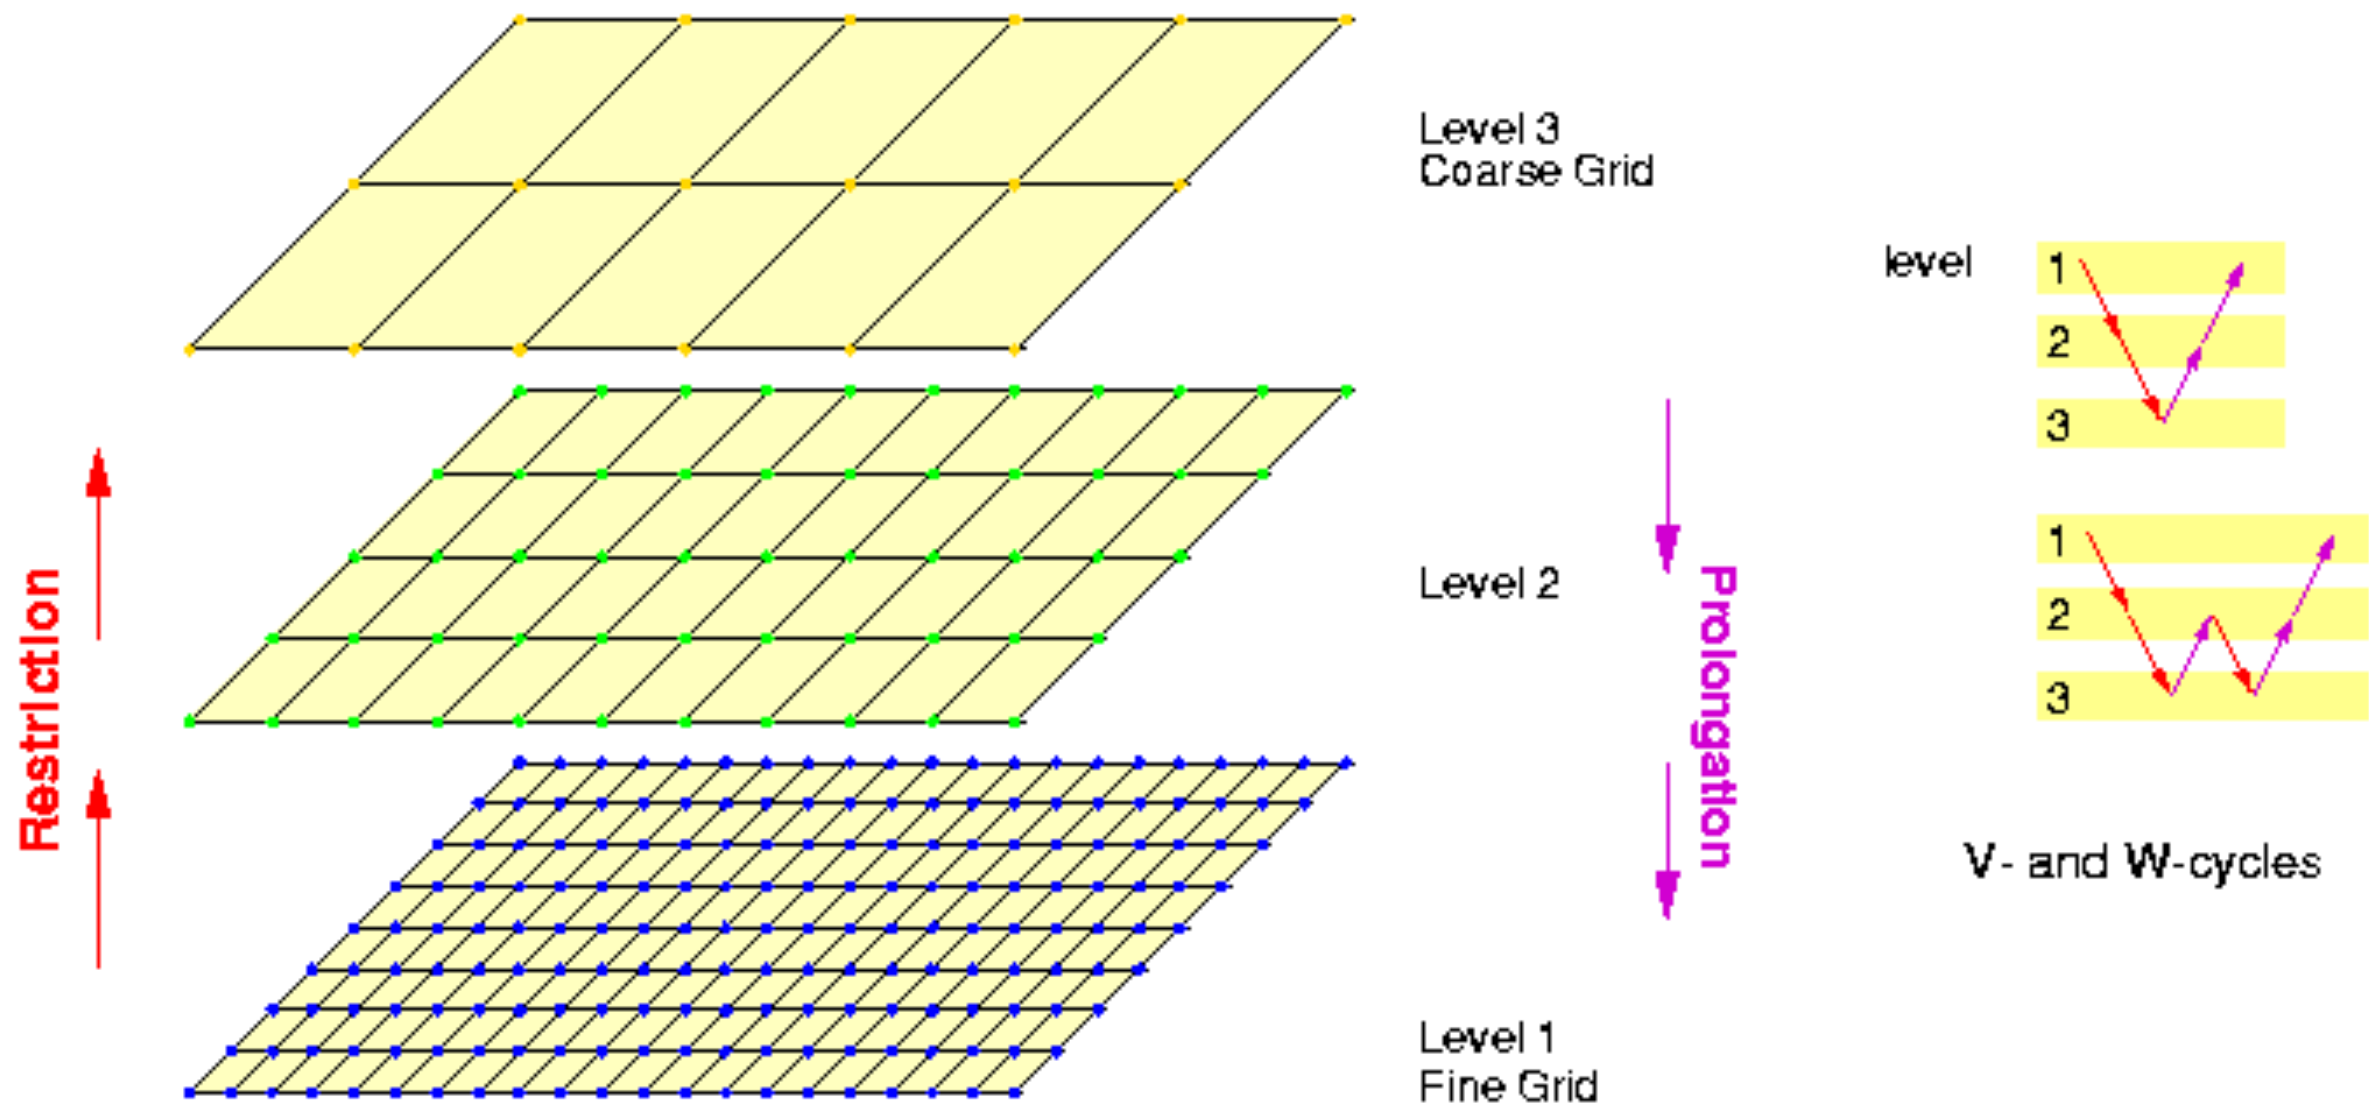 Level 3
Coarse Grid
Restriction
Level 2
Prolongation
Level 1
Fine Grid
level
1
2
3
1
2
3
V- and W-cycles